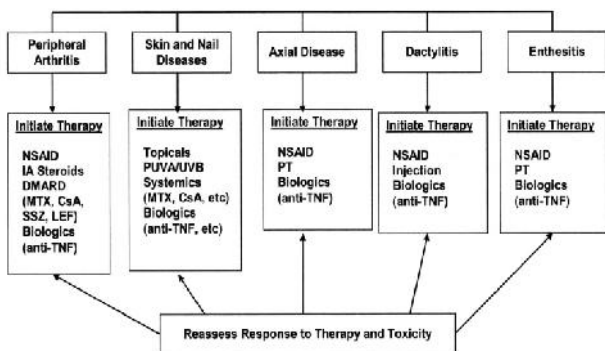 Peripheral
Arthritis
Skin and Nail
Diseases
Axial Disease
Dactylitis
Enthesitis
Initiate Therapy
NSAID
IA Steroids
DMARD
(MTX, CsA,
SSZ, LEF)
Biologics
(anti-TNF)
Initiate Therapy
Topicals
PUVA/UVB
Systemics
(MTX, CsA, etc)
Biologics
(anti-TNF, etc)
Initiate Therapy
NSAID
PT
Biologics
(anti-TNF)
Initiate Therapy
NSAID
Injection
Biologics
(anti-TNF)
Initiate Therapy
NSAID
PT
Biologics
(anti-TNF)
Reassess Response to Therapy and Toxicity